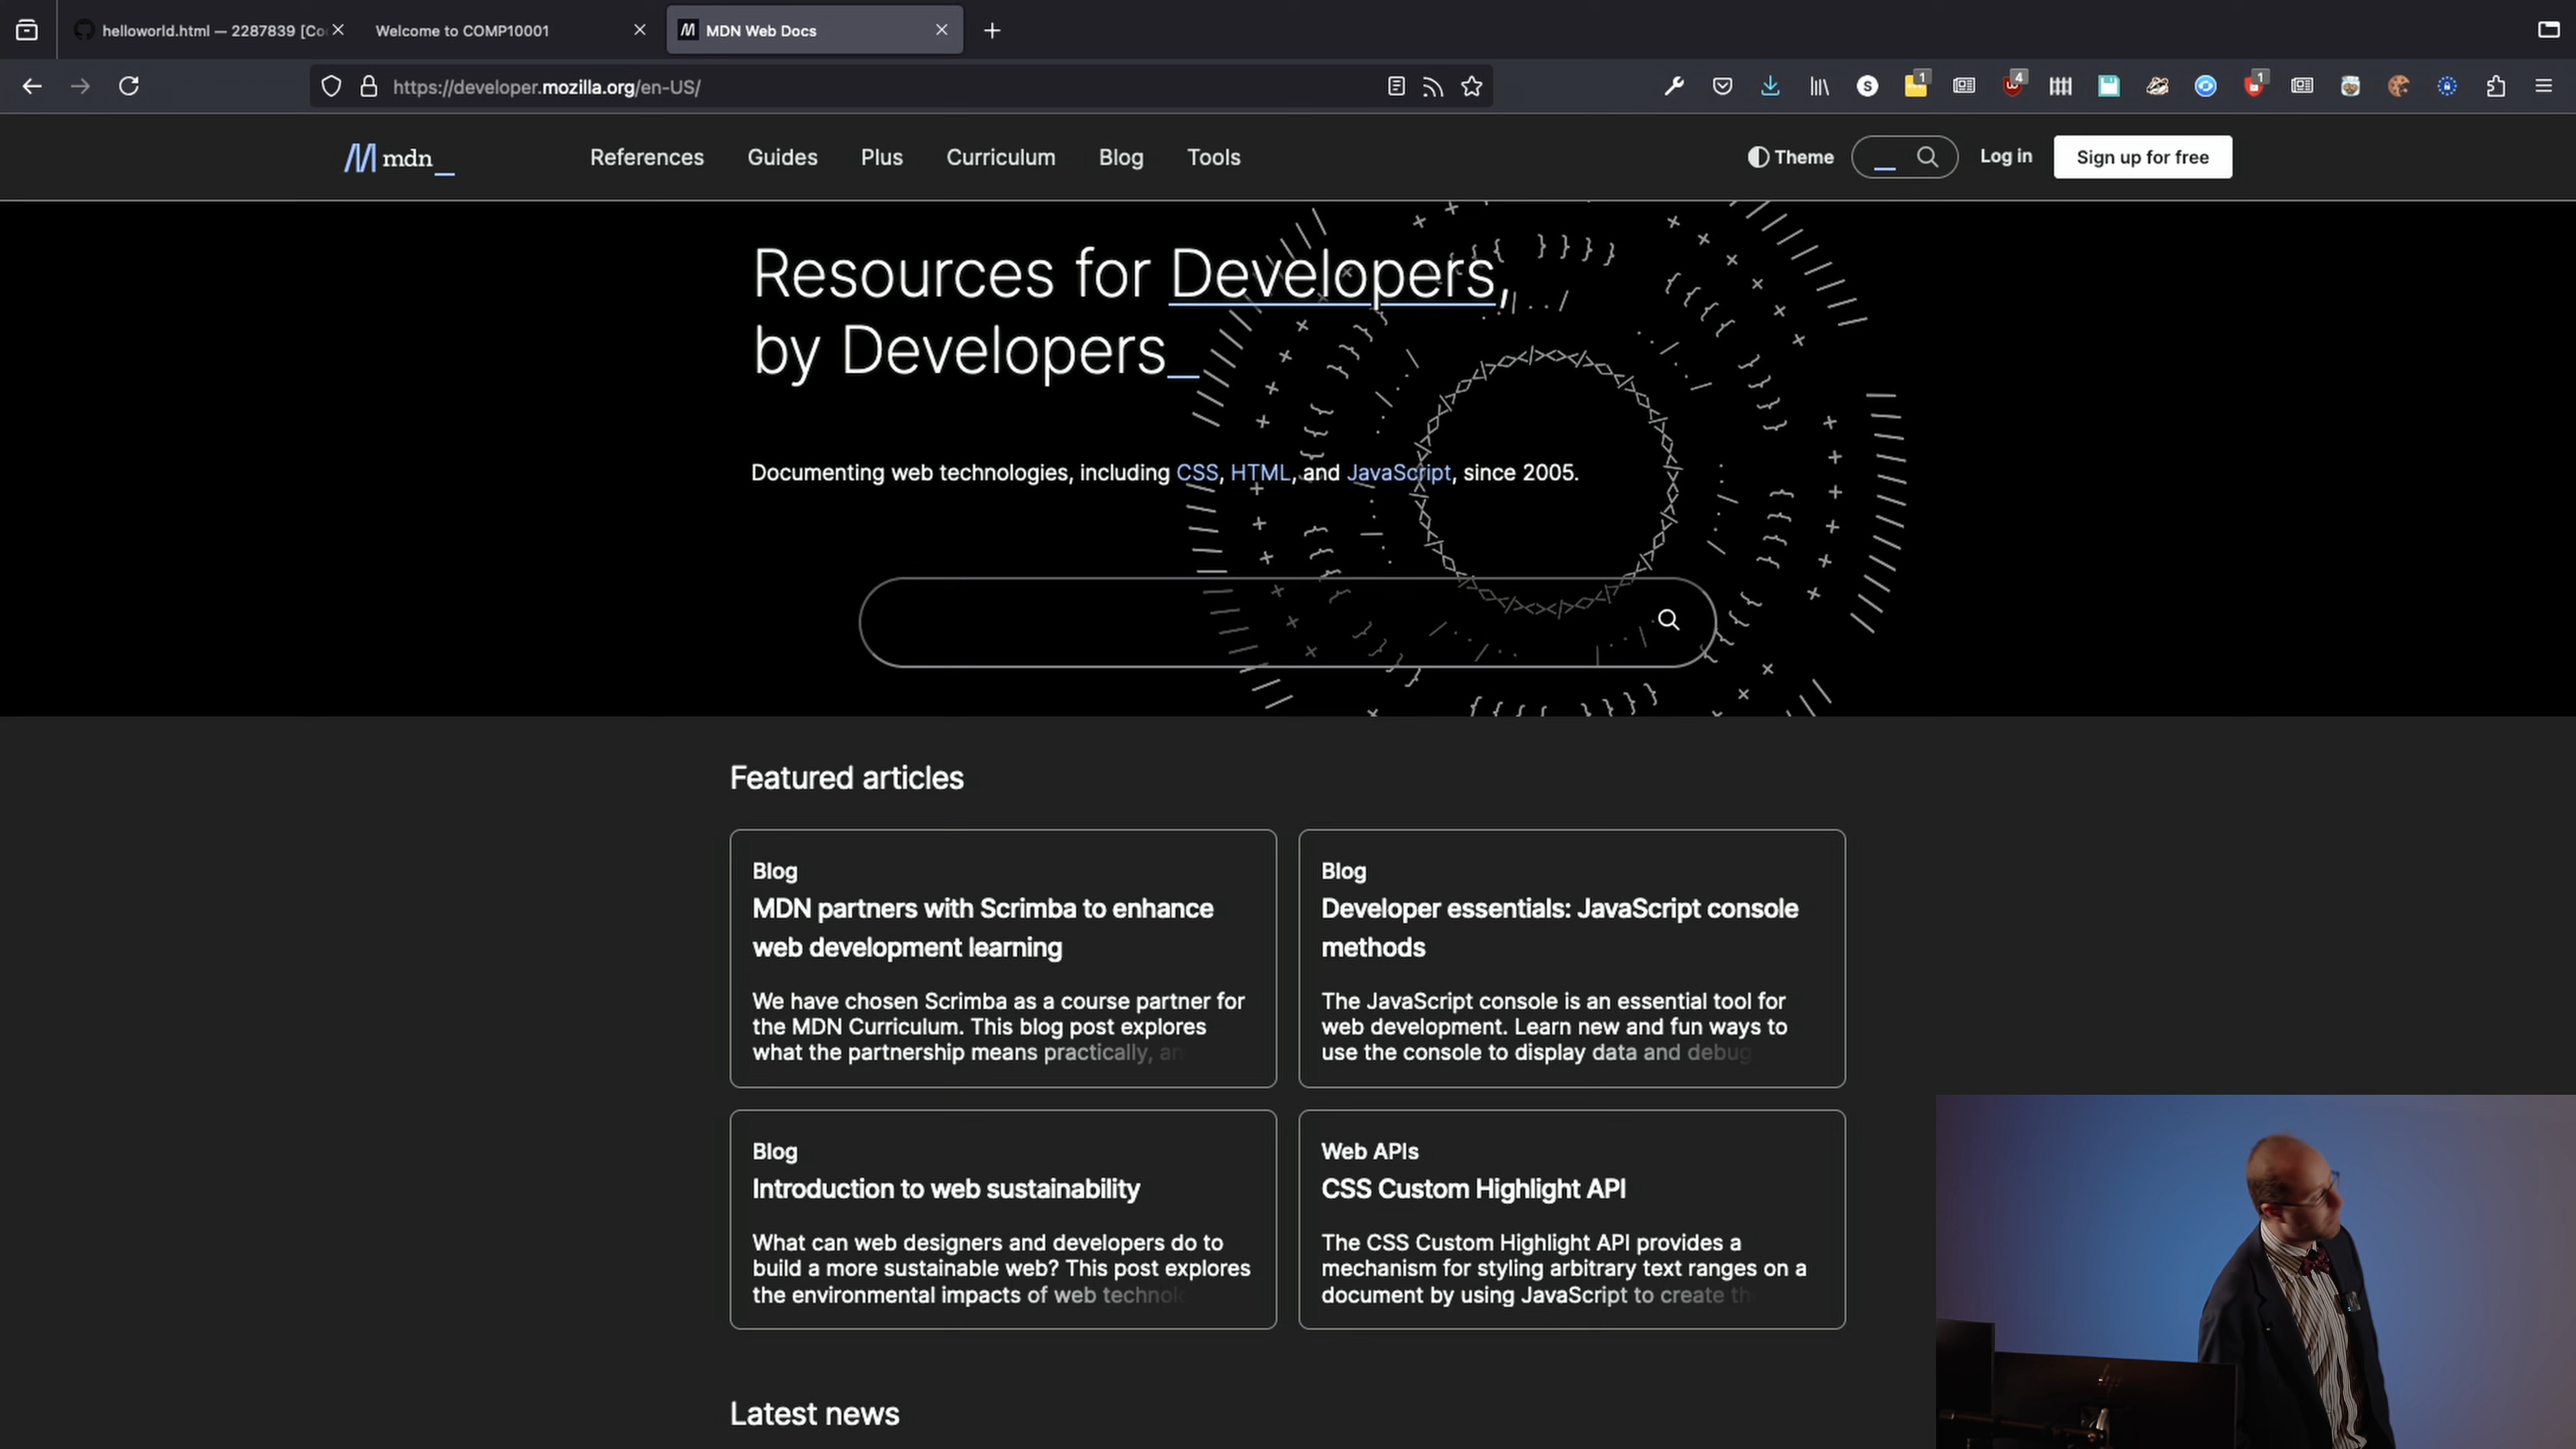 helloworld.html — 2287839 [Co
Welcome to COMP10001
MDN Web Docs
https://developer.mozilla.org/en-US/
1
4
1
mdn_
References
Guides
Plus
Curriculum
Blog
Tools
Theme
Log in
Sign up for free
Resources for Developers,
by Developers_
Documenting web technologies, including CSS, HTML, and JavaScript, since 2005.
Featured articles
Blog
MDN partners with Scrimba to enhance
web development learning
We have chosen Scrimba as a course partner for
the MDN Curriculum. This blog post explores
what the partnership means practically, an
Blog
Developer essentials: JavaScript console
methods
The JavaScript console is an essential tool for
web development. Learn new and fun ways to
use the console to display data and debug
Blog
Introduction to web sustainability
What can web designers and developers do to
build a more sustainable web? This post explores
the environmental impacts of web technol
Web APIs
CSS Custom Highlight API
The CSS Custom Highlight API provides a
mechanism for styling arbitrary text ranges on a
document by using JavaScript to create th
Latest news